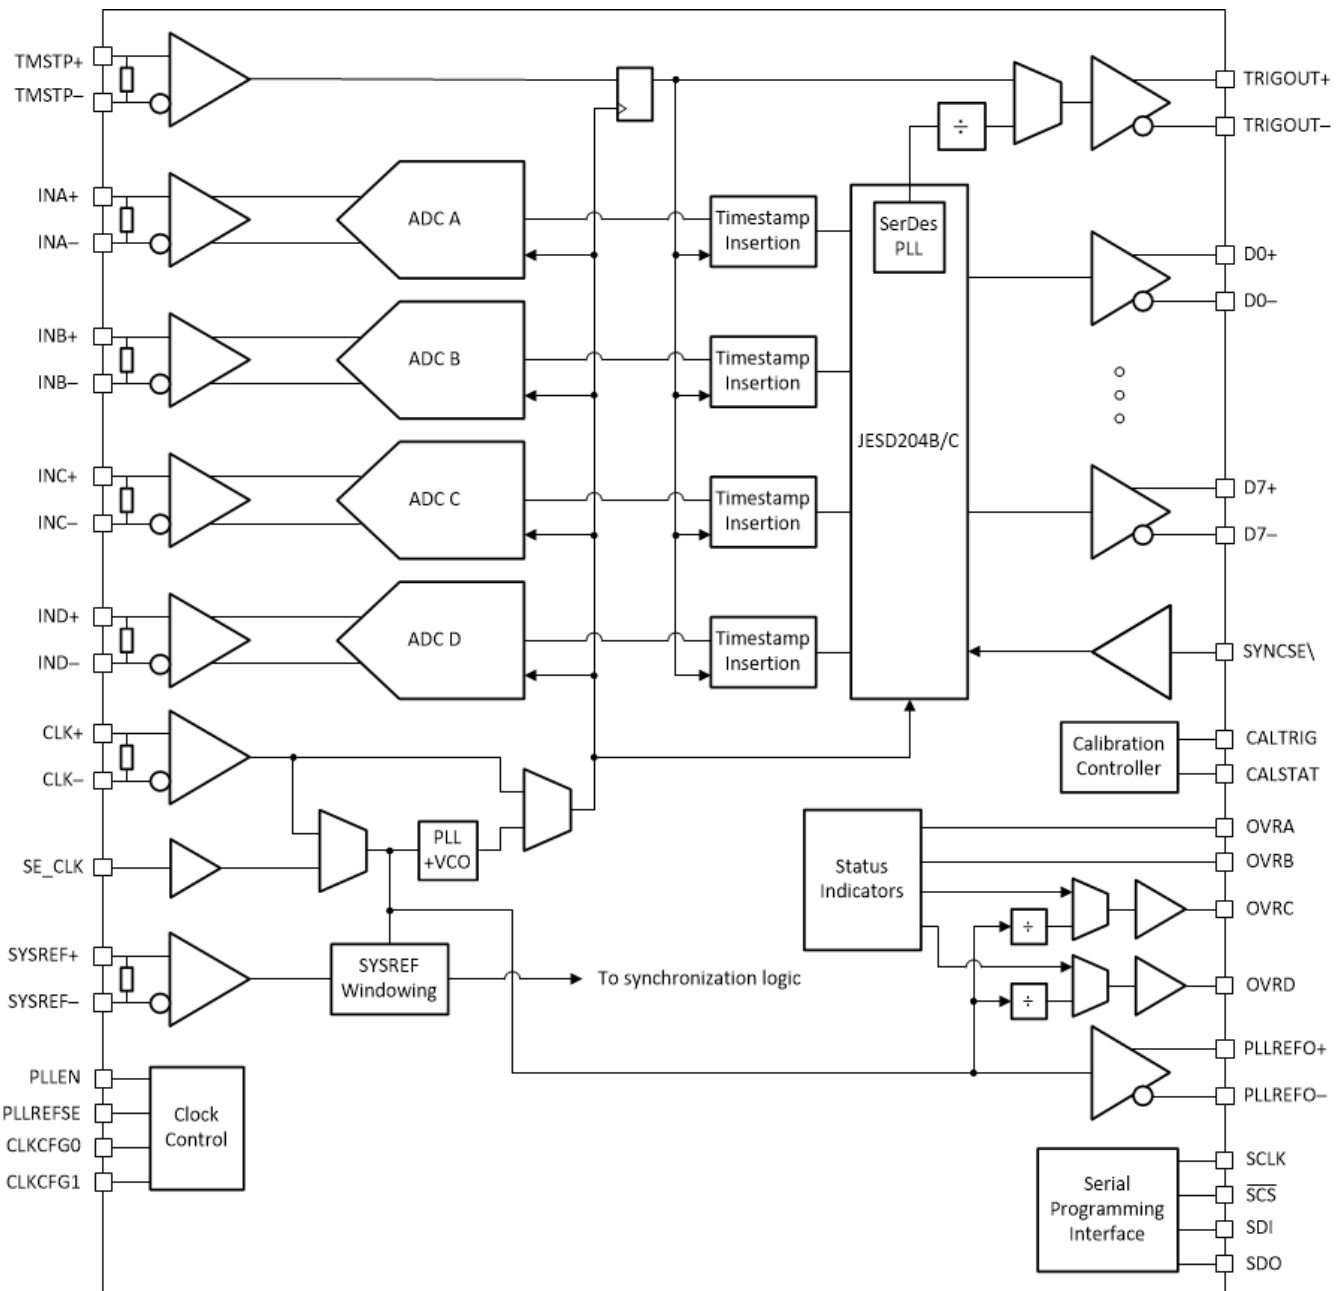 TMSTP+
TMSTP–
TRIGOUT+
TRIGOUT–
÷
INA+
INA–
ADC A
Timestamp
Insertion
SerDes
PLL
D0+
D0–
INB+
INB–
ADC B
Timestamp
Insertion
JESD204B/C
INC+
INC–
ADC C
Timestamp
Insertion
D7+
D7–
IND+
IND–
ADC D
Timestamp
Insertion
SYNCSE\
CLK+
CLK–
Calibration
Controller
CALTRIG
CALSTAT
SE_CLK
PLL
+VCO
Status
Indicators
OVRA
OVRB
OVRC
÷
OVRD
÷
SYSREF+
SYSREF–
SYSREF
Windowing
To synchronization logic
PLLREFO+
PLLREFO–
PLLEN
PLLREFSE
CLKCFG0
CLKCFG1
Clock
Control
Serial
Programming
Interface
SCLK
SCS
SDI
SDO